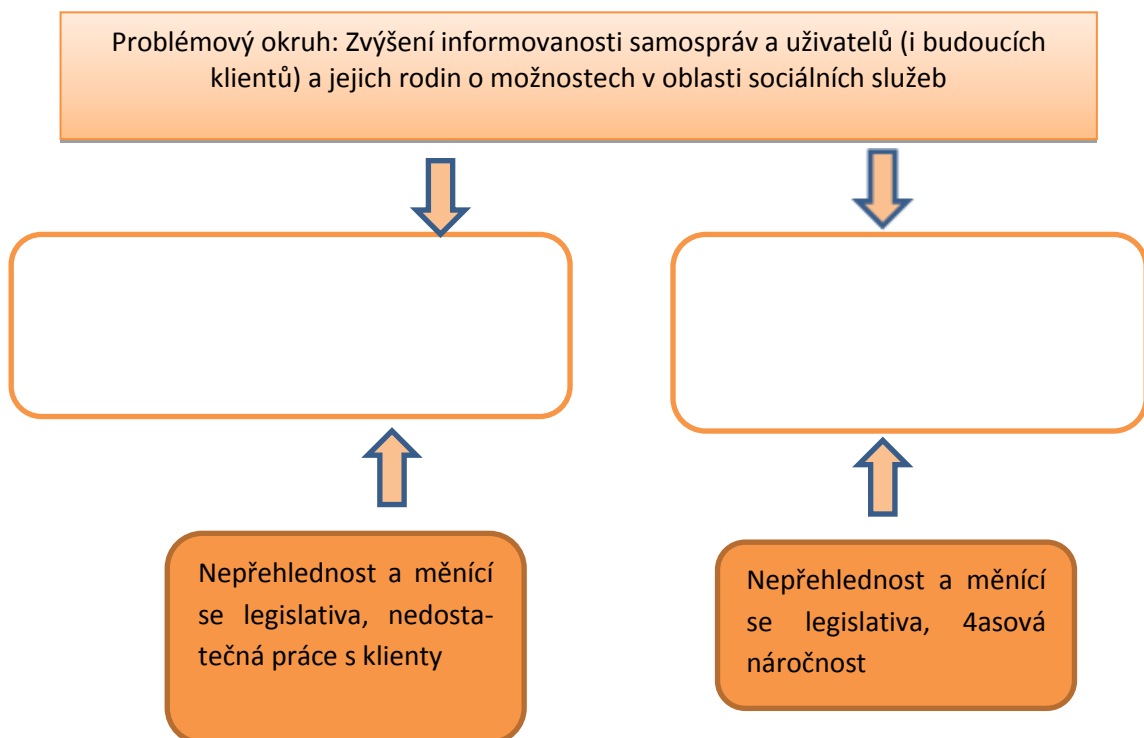 Problémový okruh: Zvýšení informovanosti samospráv a uživatelů (i budoucích
klientů) a jejich rodin o možnostech v oblasti sociálních služeb
Nepřehlednost a měnící
se legislativa, nedosta-
tečná práce s klienty
Nepřehlednost a měnící
se legislativa, 4asová
náročnost